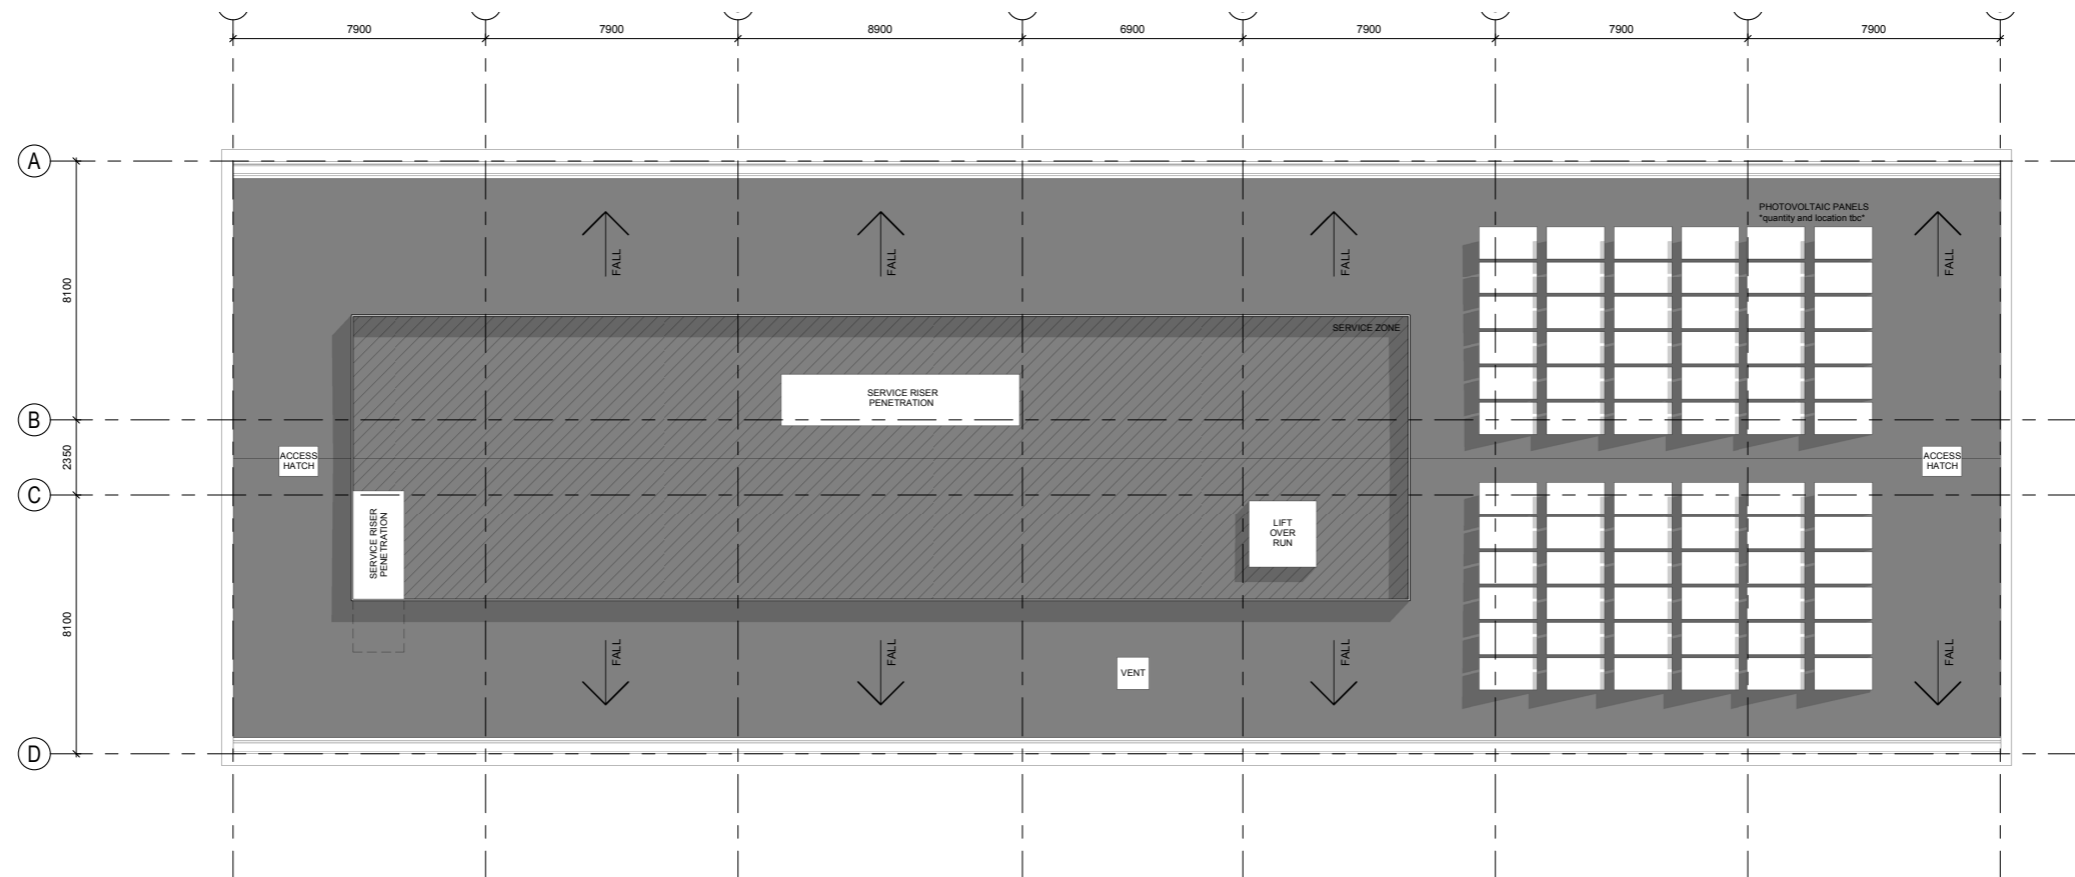 7900 7900 8900 6900 7900 7900 7900
A
PHOTOVOLTAIC PANELS
"quantity and location tbc"
FALL FALL FALL FALL
8100
SERVICE ZONE
SERVICE RISER
PENETRATION
B
2350
ACCESS
HATCH
ACCESS
HATCH
C
SERVICE RISER
PENETRATION
LIFT
OVER
RUN
8100
FALL FALL FALL FALL
VENT
D